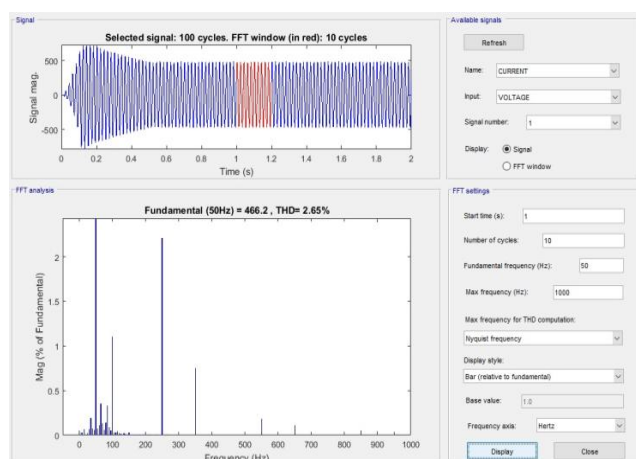 Signal
Selected signal: 100 cycles. FFT window (in red): 10 cycles
500
0
-500
Signal mag.
0 0.2 0.4 0.6 0.8 1 1.2 1.4 1.6 1.8 2
Time (s)
FFT analysis
Fundamental (50Hz) = 466.2 , THD= 2.65%
2
1.5
1
0.5
0
Mag (% of Fundamental)
0 100 200 300 400 500 600 700 800 900 1000
Frequency (Hz)
Available signals
Refresh
Name: CURRENT
Input: VOLTAGE
Signal number: 1
Display: Signal
FFT window
FFT settings
Start time (s): 1
Number of cycles: 10
Fundamental frequency (Hz): 50
Max frequency (Hz): 1000
Max frequency for THD computation:
Nyquist frequency
Display style:
Bar (relative to fundamental)
Base value: 1.0
Frequency axis: Hertz
Display Close